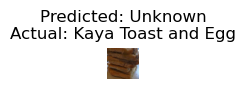 Predicted: Unknown
Actual: Kaya Toast and Egg